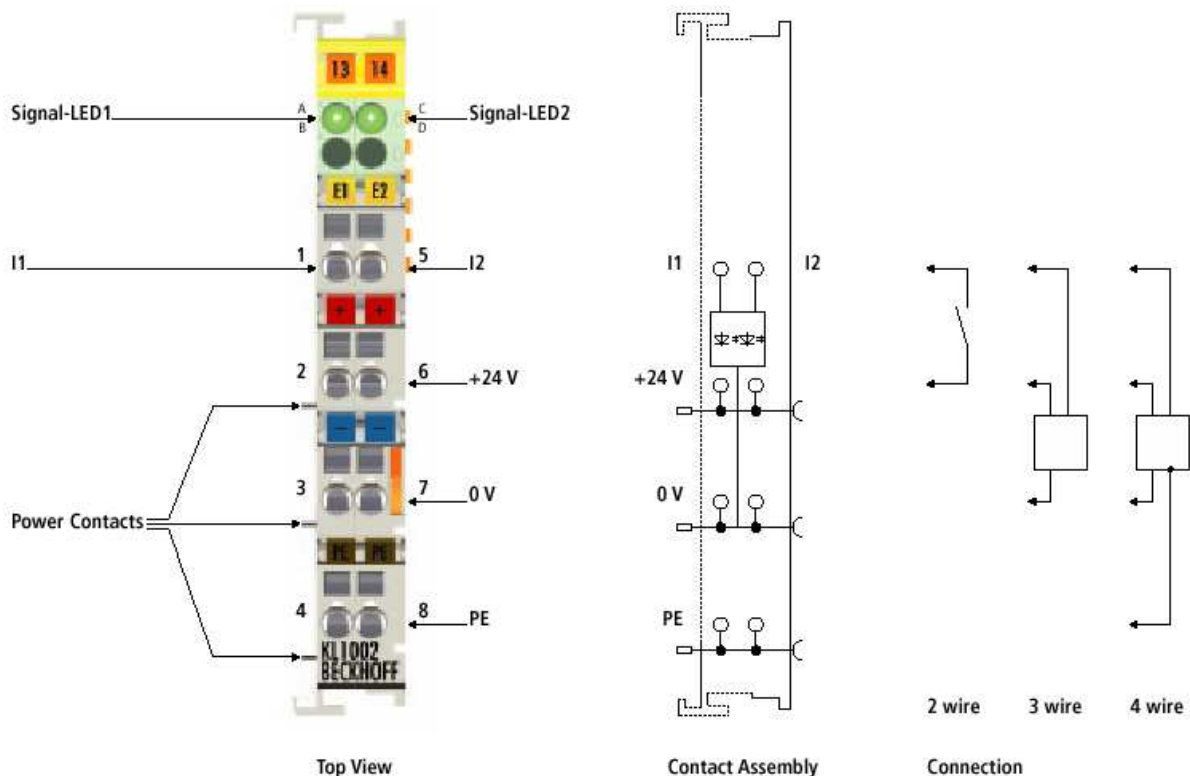 13 14
Signal-LED1
A
B
C
D
Signal-LED2
E1 E2
I1
1
5
I2
+ +
2
6
+24 V
− −
3
7
0 V
Power Contacts
PE PE
4
8
PE
KL1002
BECKHOFF
Top View
I1
I2
+24 V
0 V
PE
Contact Assembly
2 wire
3 wire
4 wire
Connection